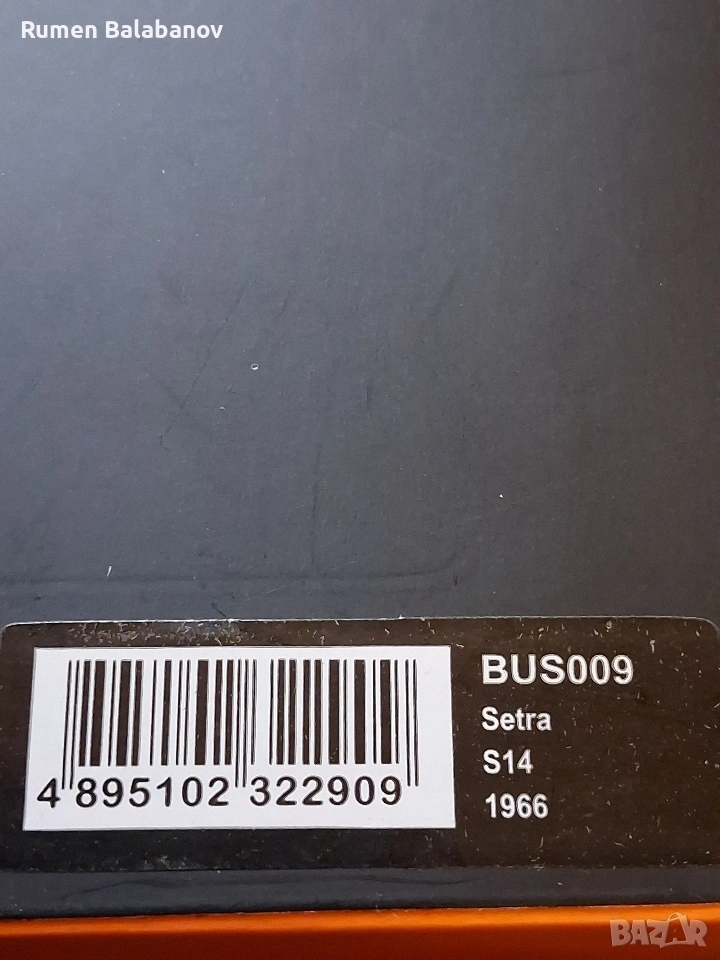 Rumen Balabanov
BUS009
Setra
S14
1966
4 895102 322909
BAZAR